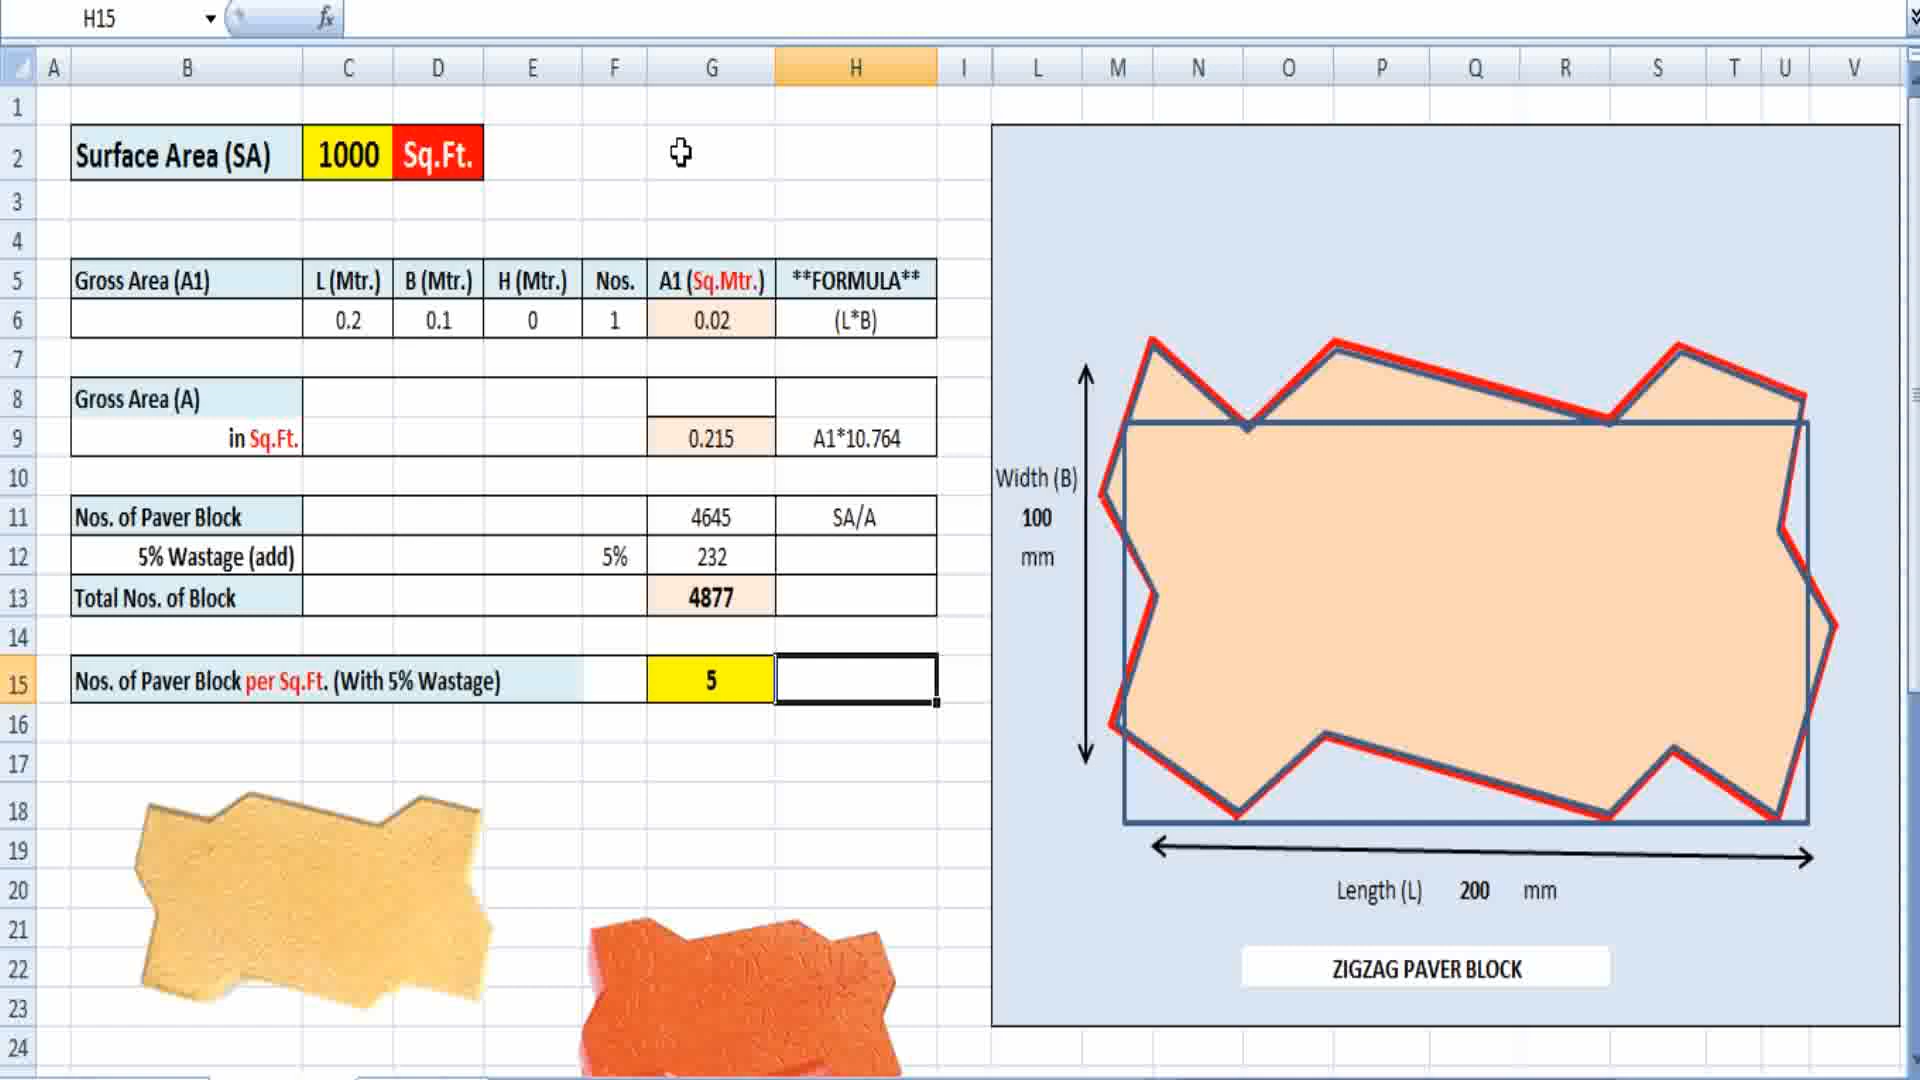 H15 fx
A B C D E F G H I L M N O P Q R S T U V
1
2 Surface Area (SA) 1000 Sq.Ft.
3
4
5 Gross Area (A1) L (Mtr.) B (Mtr.) H (Mtr.) Nos. A1 (Sq.Mtr.) **FORMULA**
6 0.2 0.1 0 1 0.02 (L*B)
7
8 Gross Area (A)
9 in Sq.Ft. 0.215 A1*10.764
10
11 Nos. of Paver Block 4645 SA/A
12 5% Wastage (add) 5% 232
13 Total Nos. of Block 4877
14
15 Nos. of Paver Block per Sq.Ft. (With 5% Wastage) 5
16
17
18
19
20
21
22
23
24
Width (B)
100
mm
Length (L) 200 mm
ZIGZAG PAVER BLOCK